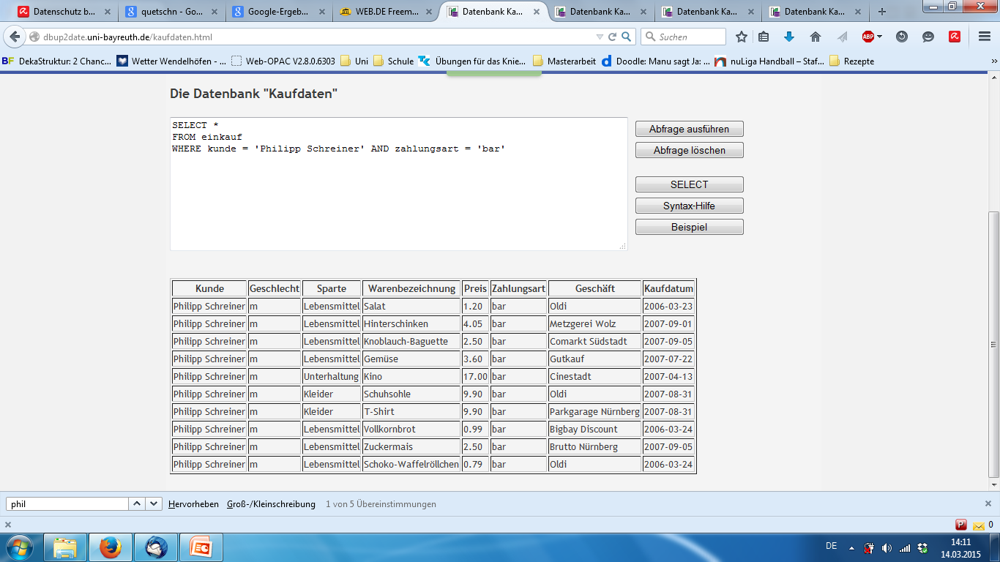 Datenschutz b... quetschn - Go... Google-Ergeb... WEB.DE Freem... Datenbank Ka... Datenbank Ka... Datenbank Ka... Datenbank Ka...
dbup2date.uni-bayreuth.de/kaufdaten.html Suchen ABP
BF DekaStruktur: 2 Chanc... Wetter Wendelhöfen - ... Web-OPAC V2.8.0.6303 Uni Schule Übungen für das Knie... Masterarbeit Doodle: Manu sagt Ja: ... nuLiga Handball – Staf... Rezepte
Die Datenbank "Kaufdaten"
SELECT *
FROM einkauf
WHERE kunde = 'Philipp Schreiner' AND zahlungsart = 'bar'
Abfrage ausführen
Abfrage löschen
SELECT
Syntax-Hilfe
Beispiel
Kunde Geschlecht Sparte Warenbezeichnung Preis Zahlungsart Geschäft Kaufdatum
Philipp Schreiner m Lebensmittel Salat 1.20 bar Oldi 2006-03-23
Philipp Schreiner m Lebensmittel Hinterschinken 4.05 bar Metzgerei Wolz 2007-09-01
Philipp Schreiner m Lebensmittel Knoblauch-Baguette 2.50 bar Comarkt Südstadt 2007-09-05
Philipp Schreiner m Lebensmittel Gemüse 3.60 bar Gutkauf 2007-07-22
Philipp Schreiner m Unterhaltung Kino 17.00 bar Cinestadt 2007-04-13
Philipp Schreiner m Kleider Schuhsohle 9.90 bar Oldi 2007-08-31
Philipp Schreiner m Kleider T-Shirt 9.90 bar Parkgarage Nürnberg 2007-08-31
Philipp Schreiner m Lebensmittel Vollkornbrot 0.99 bar Bigbay Discount 2006-03-24
Philipp Schreiner m Lebensmittel Zuckermais 2.50 bar Brutto Nürnberg 2007-09-05
Philipp Schreiner m Lebensmittel Schoko-Waffelröllchen 0.79 bar Oldi 2006-03-24
phil Hervorheben Groß-/Kleinschreibung 1 von 5 Übereinstimmungen
0
DE 14:11
14.03.2015